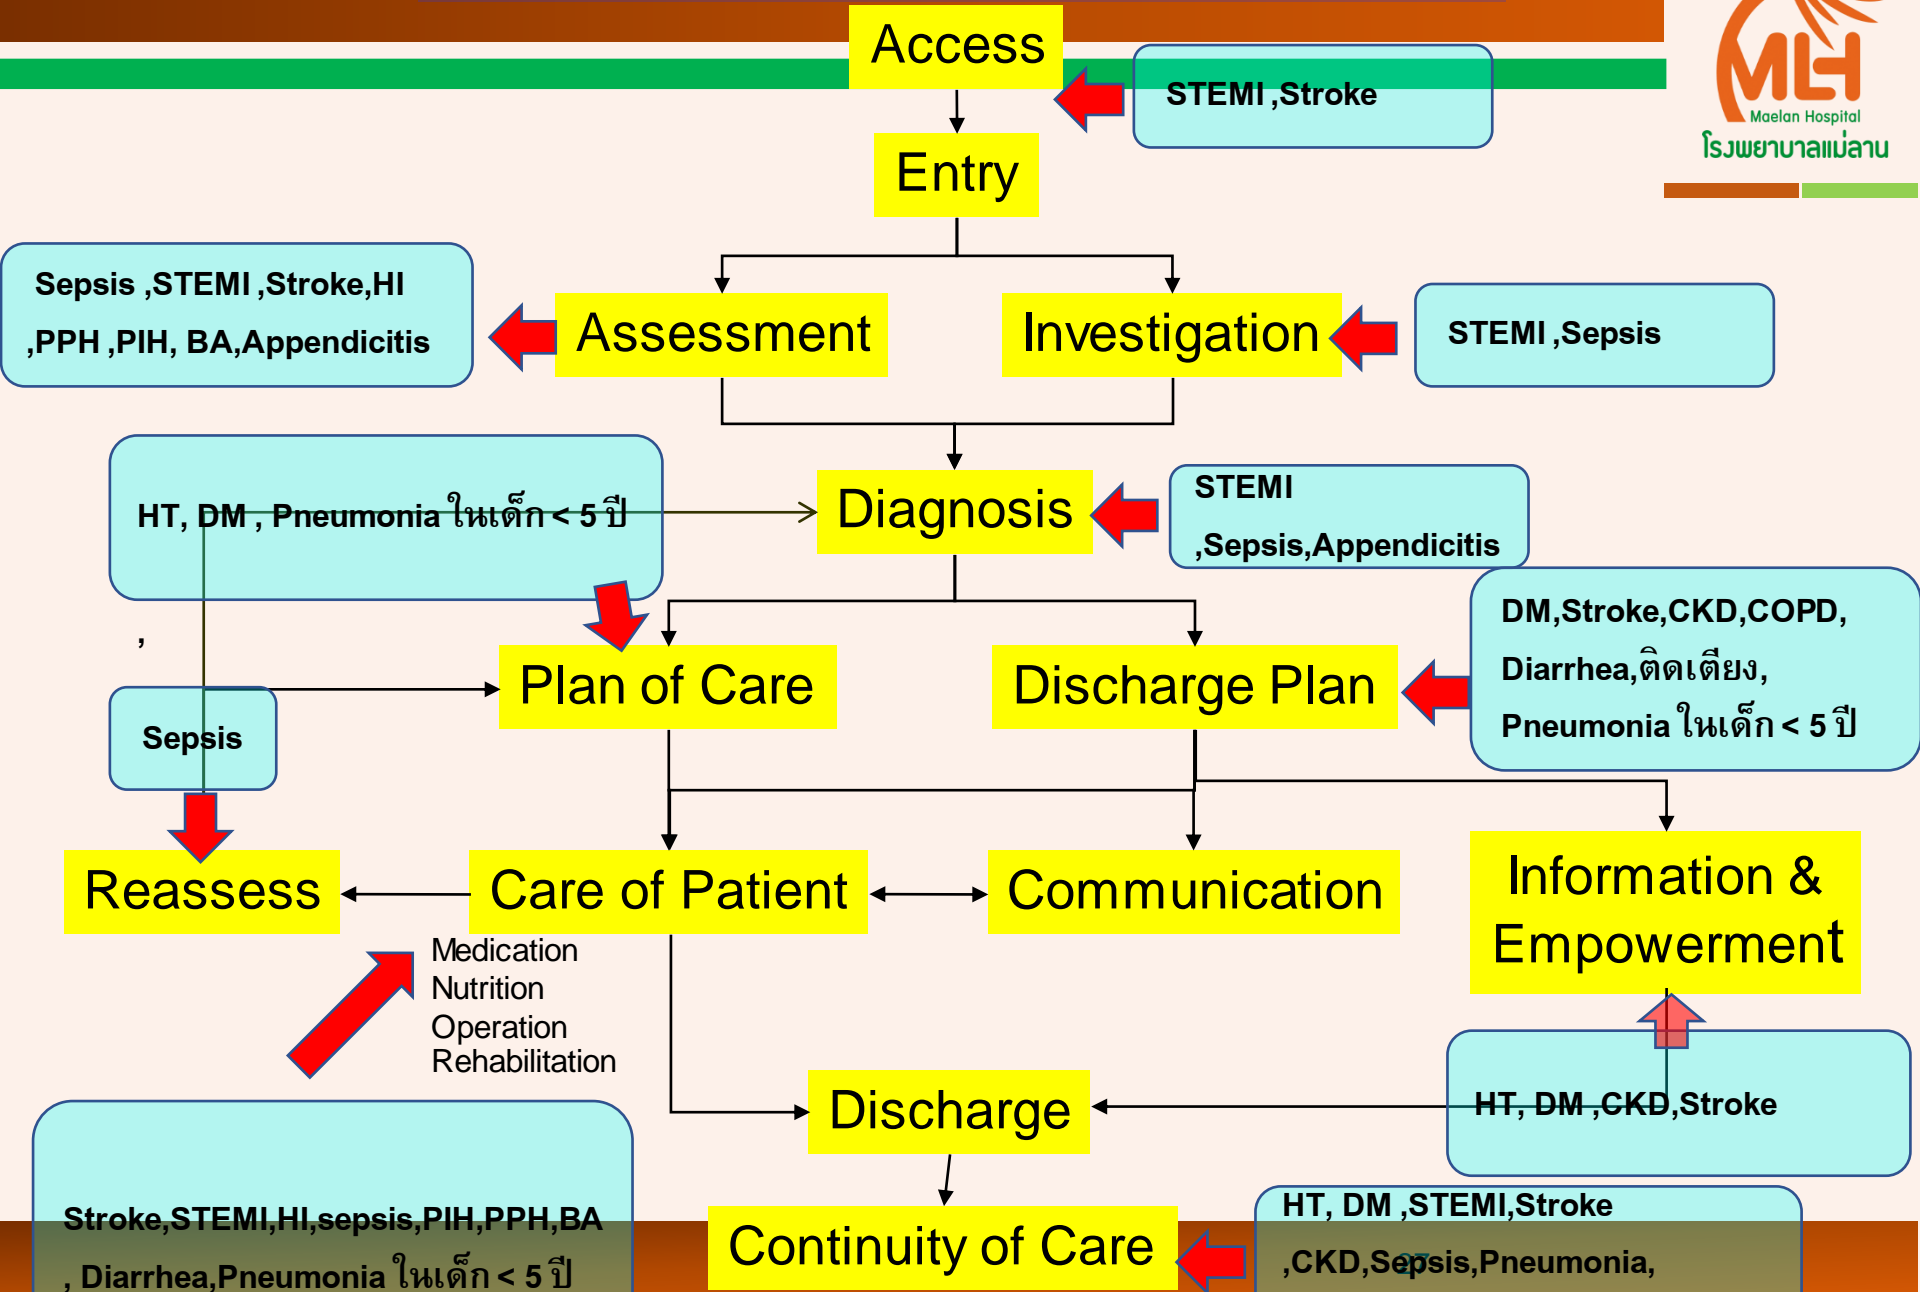 Access
STEMI ,Stroke
MLH
Maelan Hospital
โรงพยาบาลแม่ลาน
Entry
Sepsis ,STEMI ,Stroke,HI
,PPH ,PIH, BA,Appendicitis
Assessment
Investigation
STEMI ,Sepsis
HT, DM , Pneumonia ในเด็ก < 5 ปี
,
Diagnosis
STEMI
,Sepsis,Appendicitis
Plan of Care
Discharge Plan
DM,Stroke,CKD,COPD,
Diarrhea,ติดเตียง,
Pneumonia ในเด็ก < 5 ปี
Sepsis
Reassess
Care of Patient
Communication
Information &
Empowerment
Medication
Nutrition
Operation
Rehabilitation
Discharge
HT, DM ,CKD,Stroke
Stroke,STEMI,HI,sepsis,PIH,PPH,BA
, Diarrhea,Pneumonia ในเด็ก < 5 ปี
Continuity of Care
HT, DM ,STEMI,Stroke
,CKD,Sepsis,Pneumonia,
27